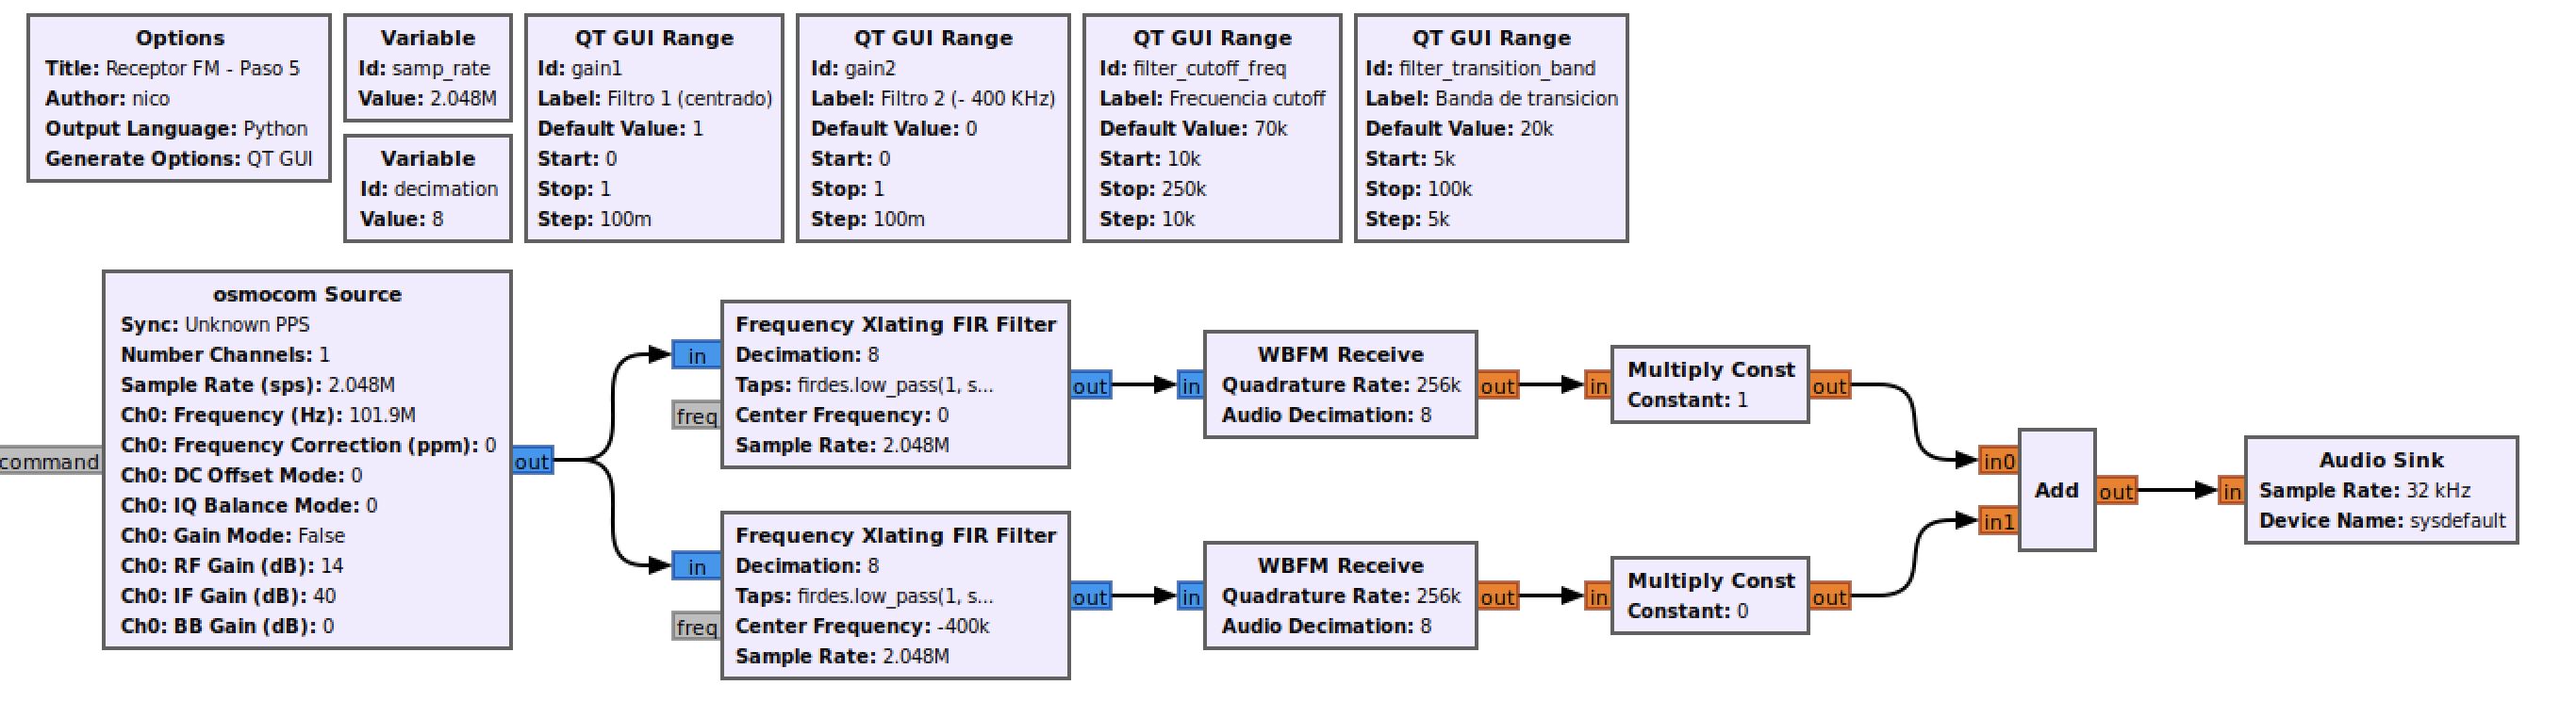 Options
Title: Receptor FM - Paso 5
Author: nico
Output Language: Python
Generate Options: QT GUI
Variable
Id: samp_rate
Value: 2.048M
Variable
Id: decimation
Value: 8
QT GUI Range
Id: gain1
Label: Filtro 1 (centrado)
Default Value: 1
Start: 0
Stop: 1
Step: 100m
QT GUI Range
Id: gain2
Label: Filtro 2 (- 400 KHz)
Default Value: 0
Start: 0
Stop: 1
Step: 100m
QT GUI Range
Id: filter_cutoff_freq
Label: Frecuencia cutoff
Default Value: 70k
Start: 10k
Stop: 250k
Step: 10k
QT GUI Range
Id: filter_transition_band
Label: Banda de transicion
Default Value: 20k
Start: 5k
Stop: 100k
Step: 5k
command
osmocom Source
Sync: Unknown PPS
Number Channels: 1
Sample Rate (sps): 2.048M
Ch0: Frequency (Hz): 101.9M
Ch0: Frequency Correction (ppm): 0
Ch0: DC Offset Mode: 0
Ch0: IQ Balance Mode: 0
Ch0: Gain Mode: False
Ch0: RF Gain (dB): 14
Ch0: IF Gain (dB): 40
Ch0: BB Gain (dB): 0
out
in
freq
Frequency Xlating FIR Filter
Decimation: 8
Taps: firdes.low_pass(1, s...
Center Frequency: 0
Sample Rate: 2.048M
out
in
WBFM Receive
Quadrature Rate: 256k
Audio Decimation: 8
out
in
Multiply Const
Constant: 1
out
in
freq
Frequency Xlating FIR Filter
Decimation: 8
Taps: firdes.low_pass(1, s...
Center Frequency: -400k
Sample Rate: 2.048M
out
in
WBFM Receive
Quadrature Rate: 256k
Audio Decimation: 8
out
in
Multiply Const
Constant: 0
out
in0
in1
Add
out
in
Audio Sink
Sample Rate: 32 kHz
Device Name: sysdefault